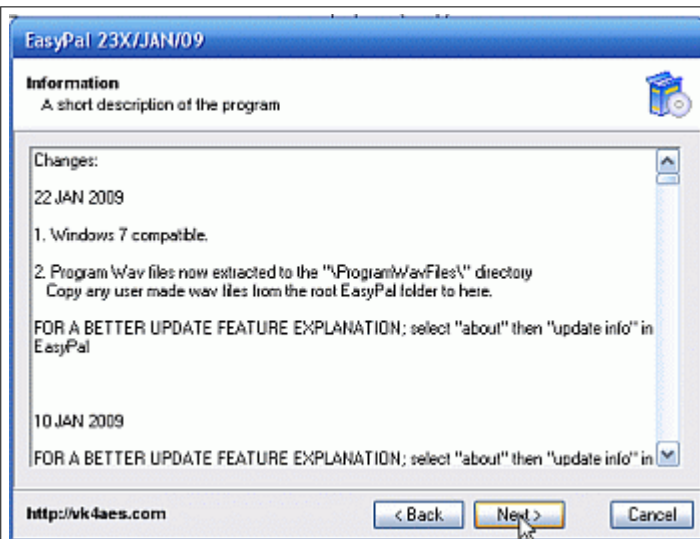 EasyPal 23X/JAN/09
Information
A short description of the program
Changes:
22 JAN 2009
1. Windows 7 compatible.
2. Program Wav files now extracted to the "\ProgramWavFiles\" directory
Copy any user made wav files from the root EasyPal folder to here.
FOR A BETTER UPDATE FEATURE EXPLANATION; select "about" then "update info" in
EasyPal
10 JAN 2009
FOR A BETTER UPDATE FEATURE EXPLANATION; select "about" then "update info" in
http://vk4aes.com
< Back
Next >
Cancel